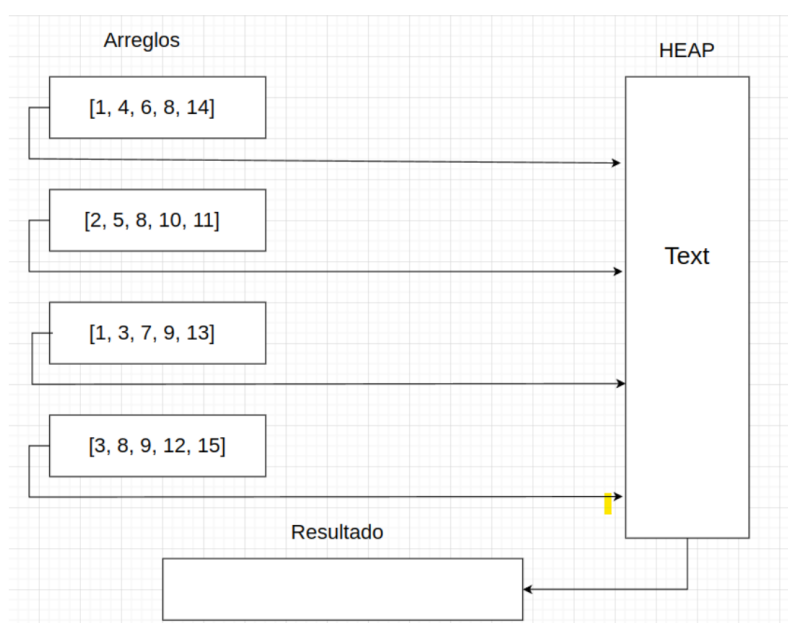 Arreglos
HEAP
[1, 4, 6, 8, 14]
[2, 5, 8, 10, 11]
Text
[1, 3, 7, 9, 13]
[3, 8, 9, 12, 15]
Resultado